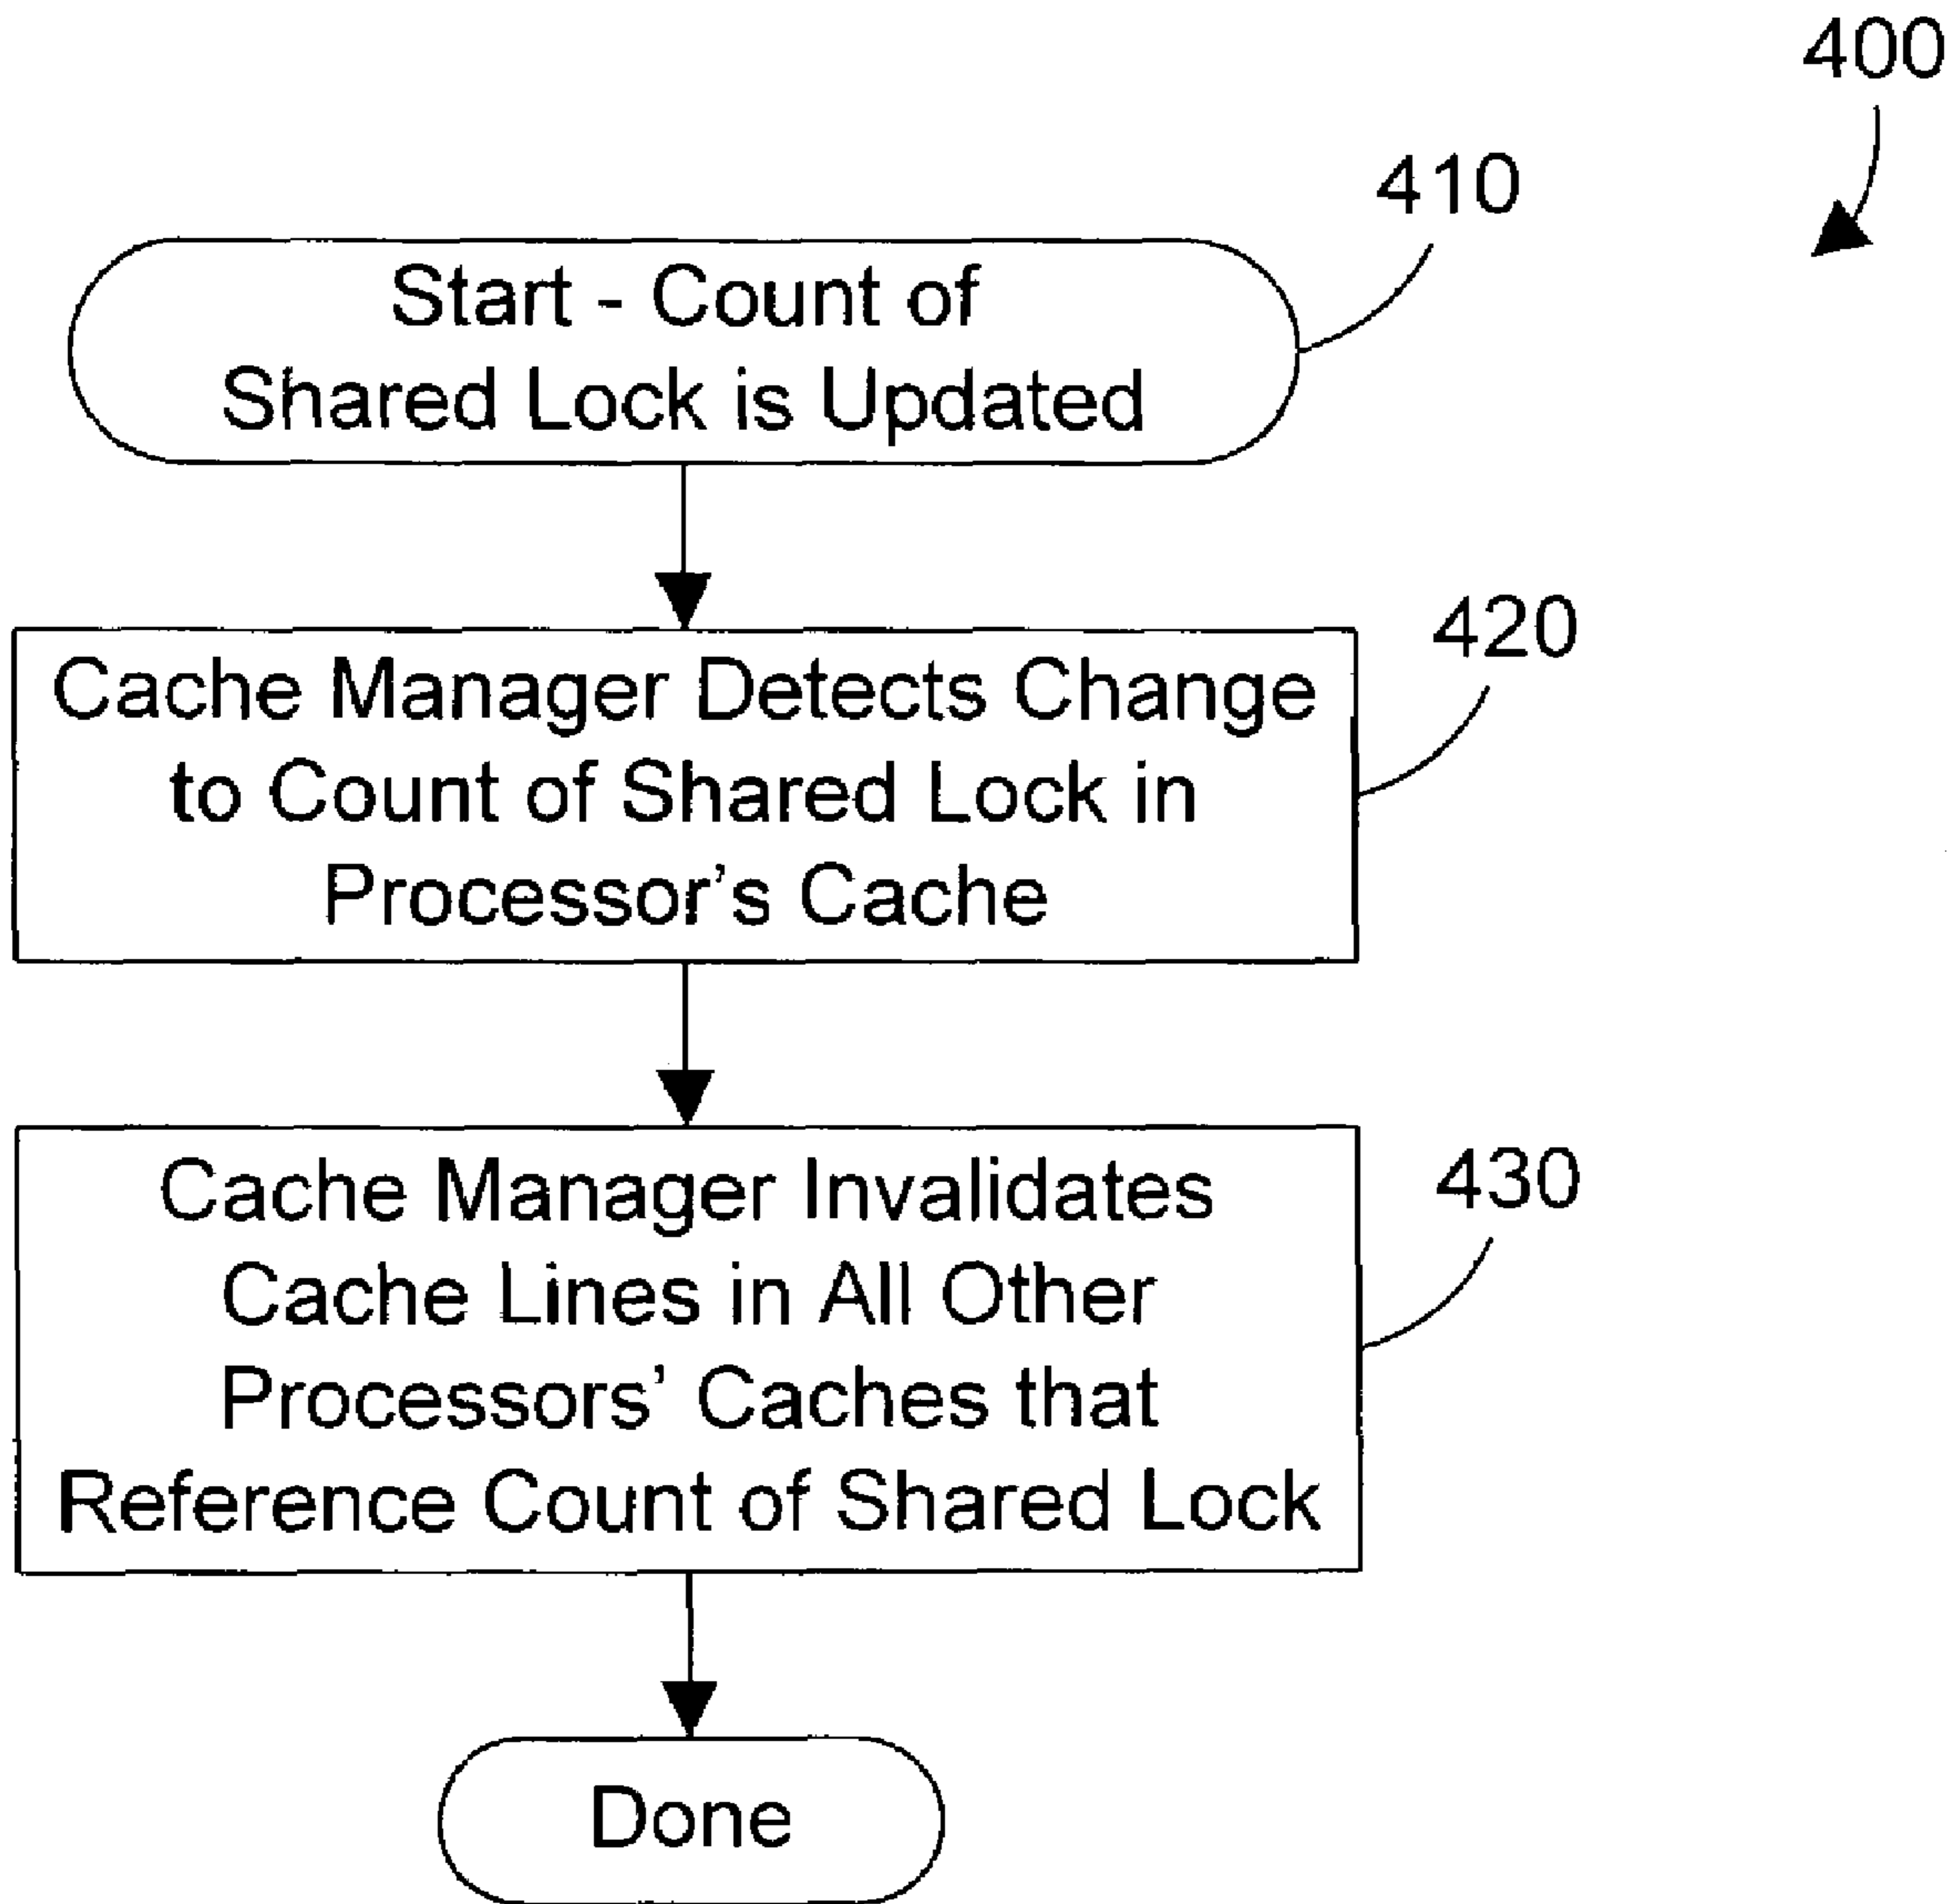 400
410
Start - Count of
Shared Lock is Updated
420
Cache Manager Detects Change
to Count of Shared Lock in
Processor's Cache
430
Cache Manager Invalidates
Cache Lines in All Other
Processors' Caches that
Reference Count of Shared Lock
Done